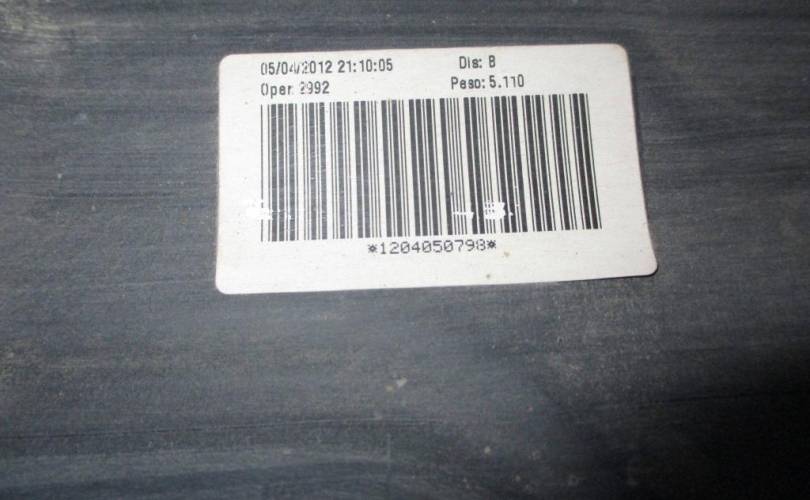 05/04/2012 21:10:05 Dis: B
Oper. 2992 Peso: 5.110
*1204050798*